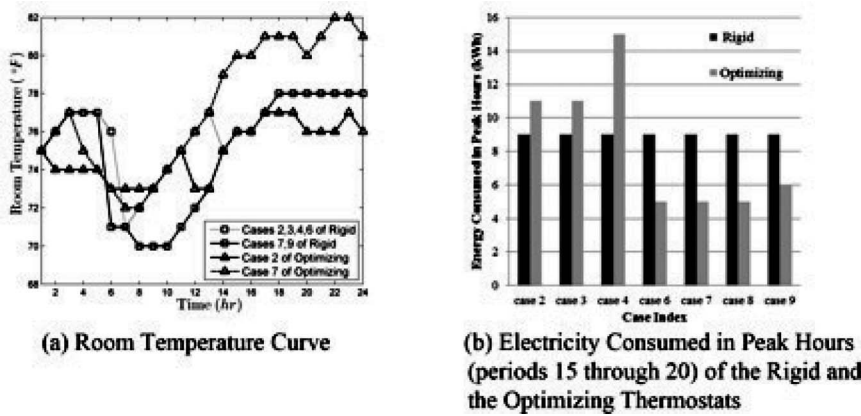 82
80
78
76
74
72
70
68
Room Temperature (°F)
Cases 2,3,4,6 of Rigid
Cases 7,9 of Rigid
Case 2 of Optimizing
Case 7 of Optimizing
2 4 6 8 10 12 14 16 18 20 22 24
Time (hr)
(a) Room Temperature Curve
16
14
12
10
8
6
4
2
0
Energy Consumed in Peak Hours (kWh)
Rigid
Optimizing
case 2 case 3 case 4 case 6 case 7 case 8 case 9
Case Index
(b) Electricity Consumed in Peak Hours
(periods 15 through 20) of the Rigid and
the Optimizing Thermostats